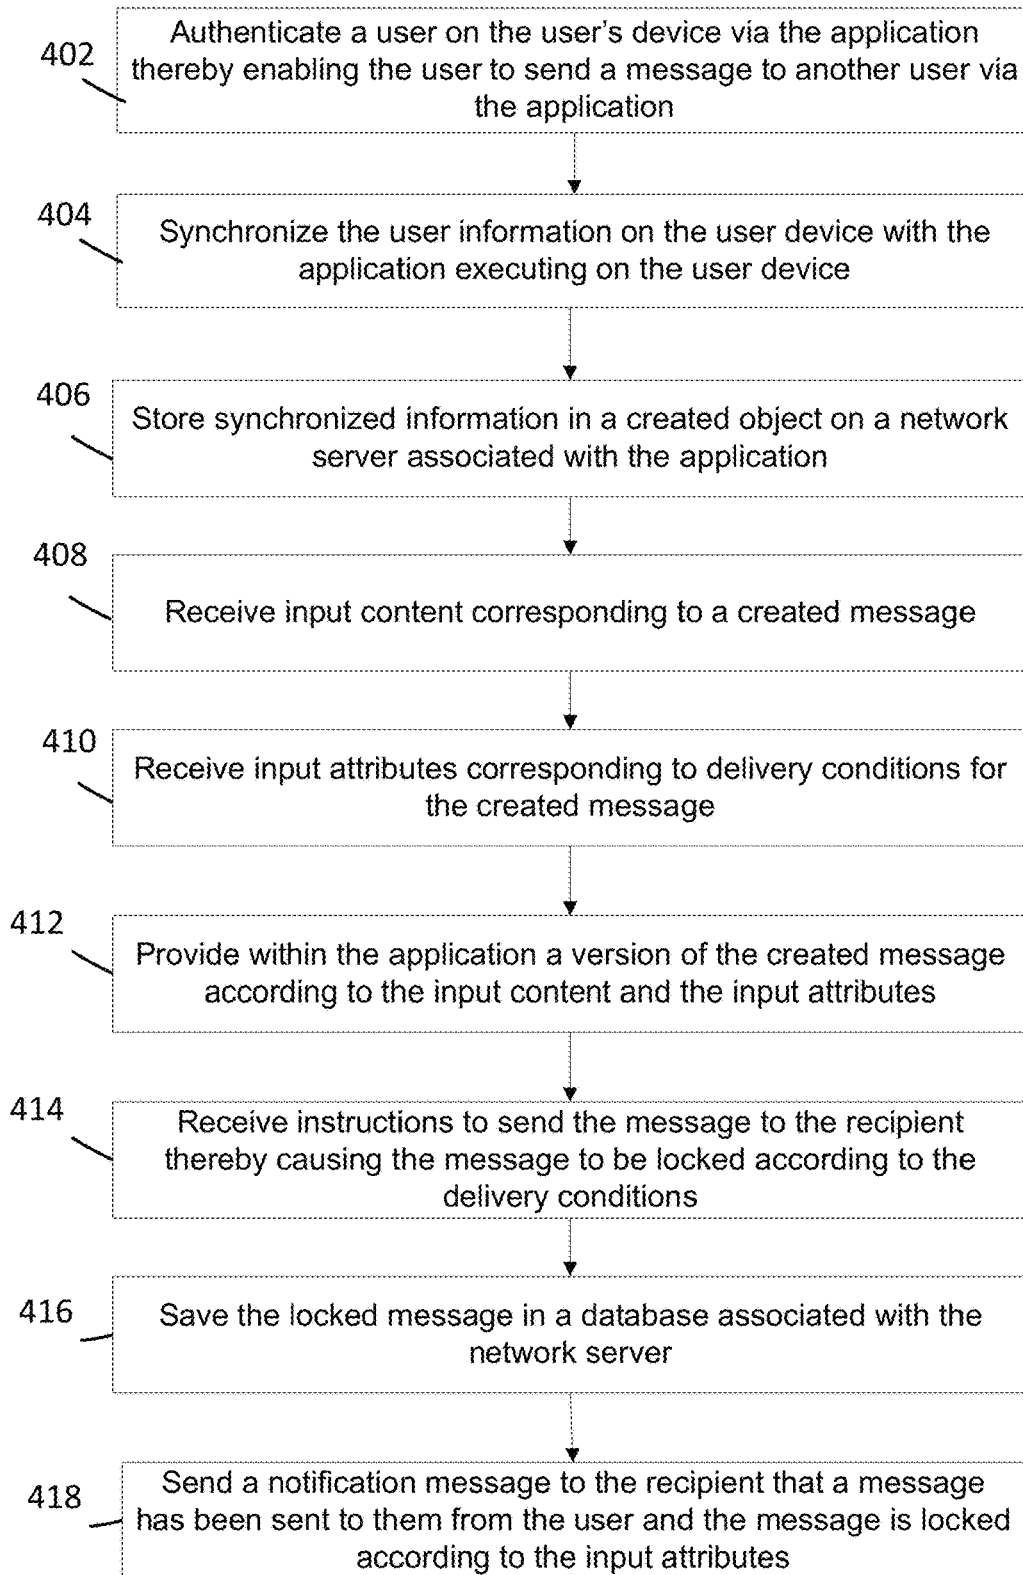 402
Authenticate a user on the user's device via the application
thereby enabling the user to send a message to another user via
the application
404
Synchronize the user information on the user device with the
application executing on the user device
406
Store synchronized information in a created object on a network
server associated with the application
408
Receive input content corresponding to a created message
410
Receive input attributes corresponding to delivery conditions for
the created message
412
Provide within the application a version of the created message
according to the input content and the input attributes
414
Receive instructions to send the message to the recipient
thereby causing the message to be locked according to the
delivery conditions
416
Save the locked message in a database associated with the
network server
418
Send a notification message to the recipient that a message
has been sent to them from the user and the message is locked
according to the input attributes